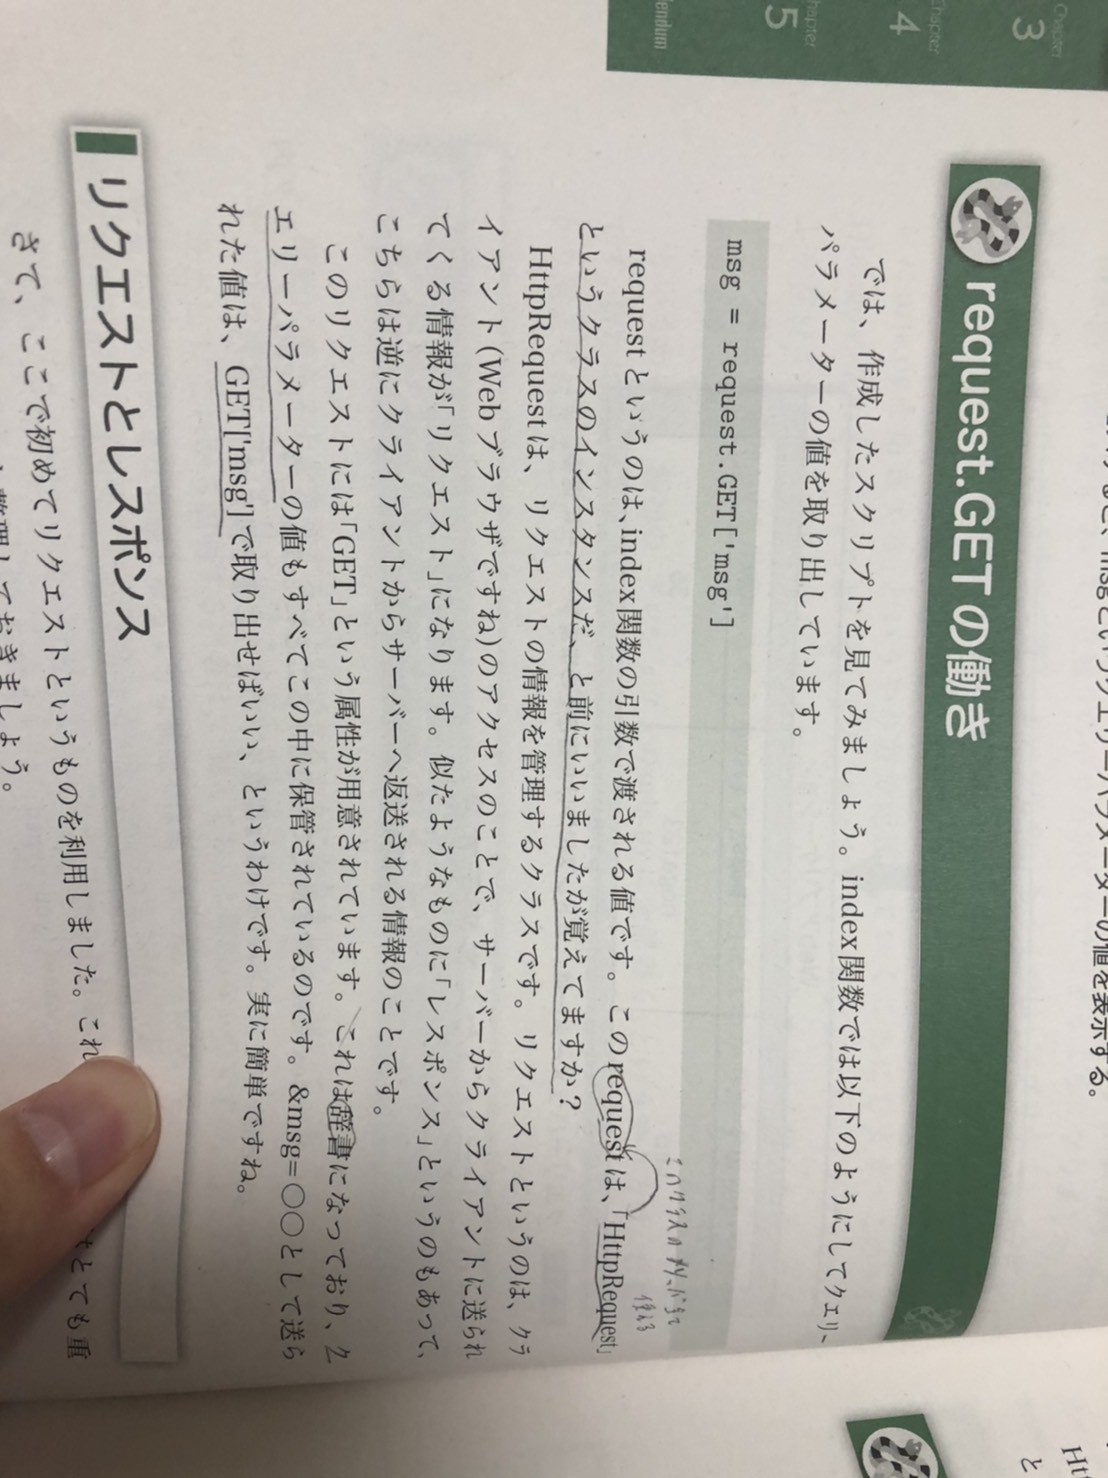 Chapter
3
Chapter
4
Chapter
5
endum
msgというクエリーパラメーターの値を表示する。
request.GETの働き
では、作成したスクリプトを見てみましょう。index関数では以下のようにしてクエリー
パラメーターの値を取り出しています。
msg = request.GET['msg']
このクラスの
使える
requestというのは、index関数の引数で渡される値です。このrequestは、「HttpRequest」
というクラスのインスタンスだ、と前にいいましたが覚えてますか?
HttpRequestは、リクエストの情報を管理するクラスです。リクエストというのは、クラ
イアント(Webブラウザですね)のアクセスのことで、サーバーからクライアントに送られ
てくる情報が「リクエスト」になります。似たようなものに「レスポンス」というのもあって、
こちらは逆にクライアントからサーバーへ返送される情報のことです。
このリクエストには「GET」という属性が用意されています。これは辞書になっており、ク
エリーパラメーターの値もすべてこの中に保管されているのです。&msg=○○として送ら
れた値は、GET['msg']で取り出せばいい、というわけです。実に簡単ですね。
リクエストとレスポンス
さて、ここで初めてリクエストというものを利用しました。これ
とても重
整理しておきましょう。
Ht
と